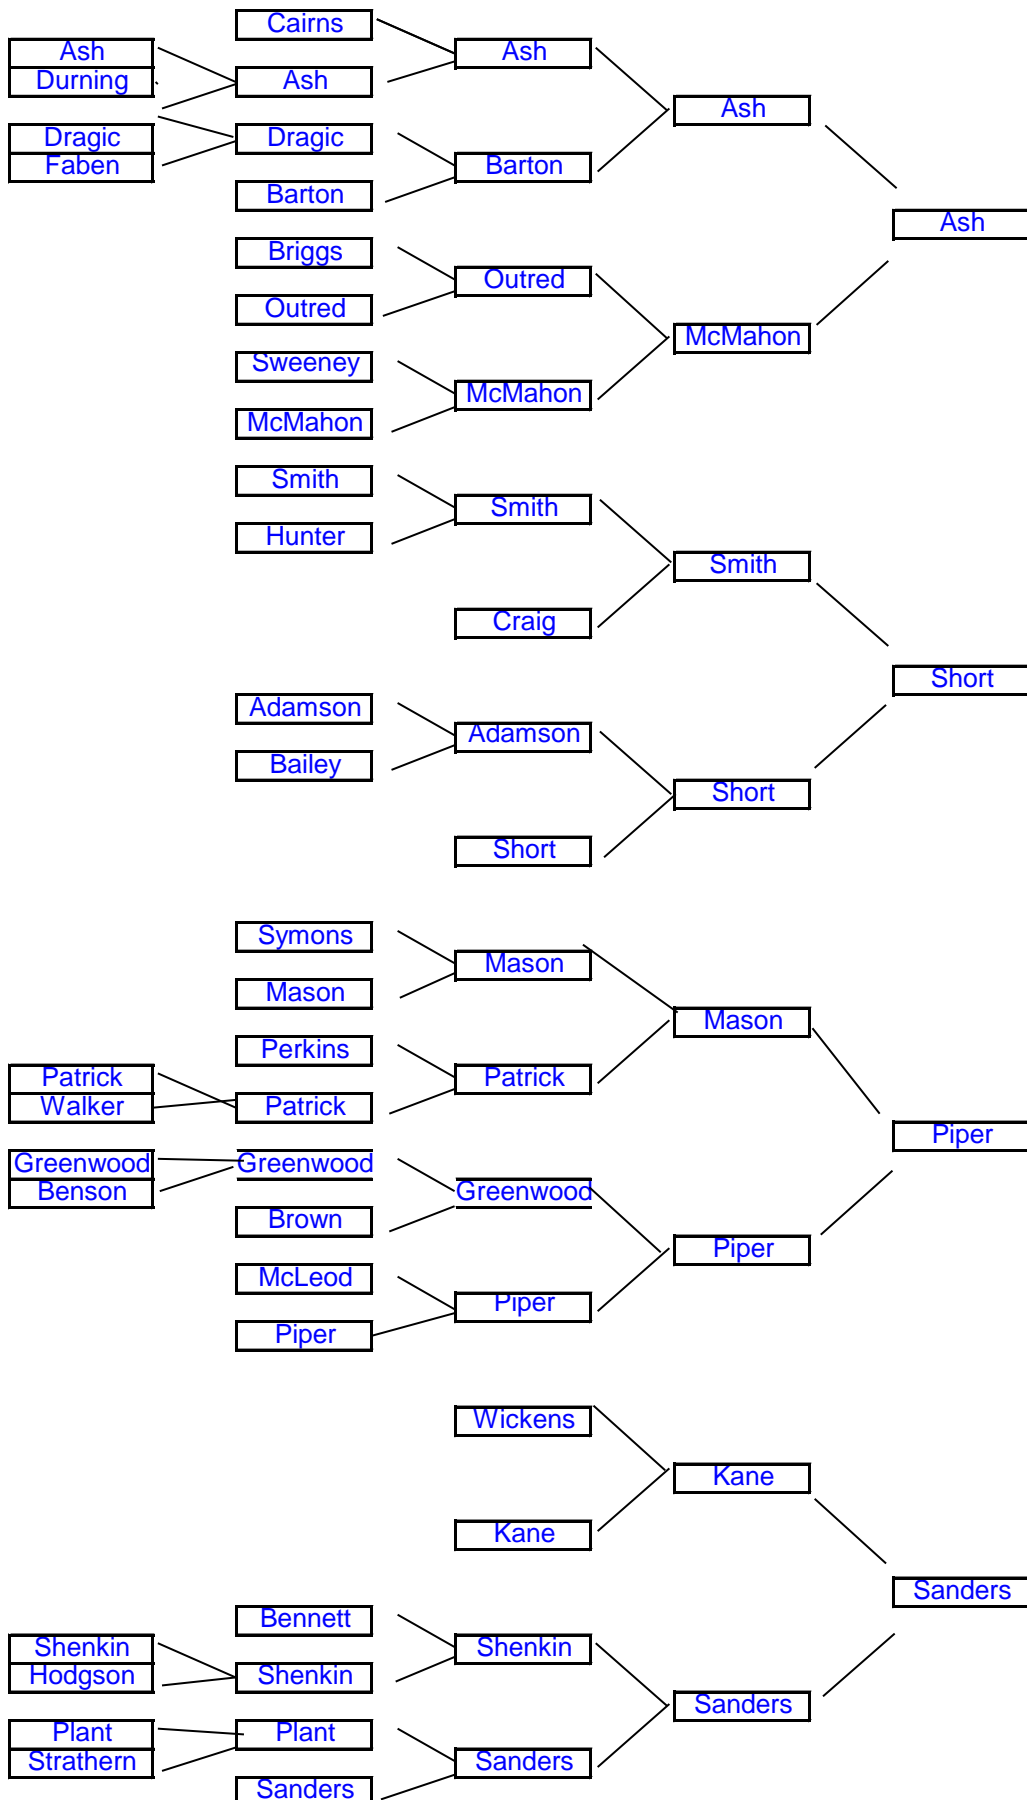 Cairns
Ash
Ash
Durning
Ash
Ash
Dragic
Dragic
Faben
Barton
Barton
Ash
Briggs
Outred
Outred
McMahon
Sweeney
McMahon
McMahon
Smith
Smith
Hunter
Smith
Craig
Short
Adamson
Adamson
Bailey
Short
Short
Symons
Mason
Mason
Mason
Perkins
Patrick
Patrick
Walker
Patrick
Piper
Greenwood
Greenwood
Benson
Greenwood
Brown
Piper
McLeod
Piper
Piper
Wickens
Kane
Kane
Sanders
Bennett
Shenkin
Shenkin
Hodgson
Shenkin
Sanders
Plant
Plant
Strathern
Sanders
Sanders